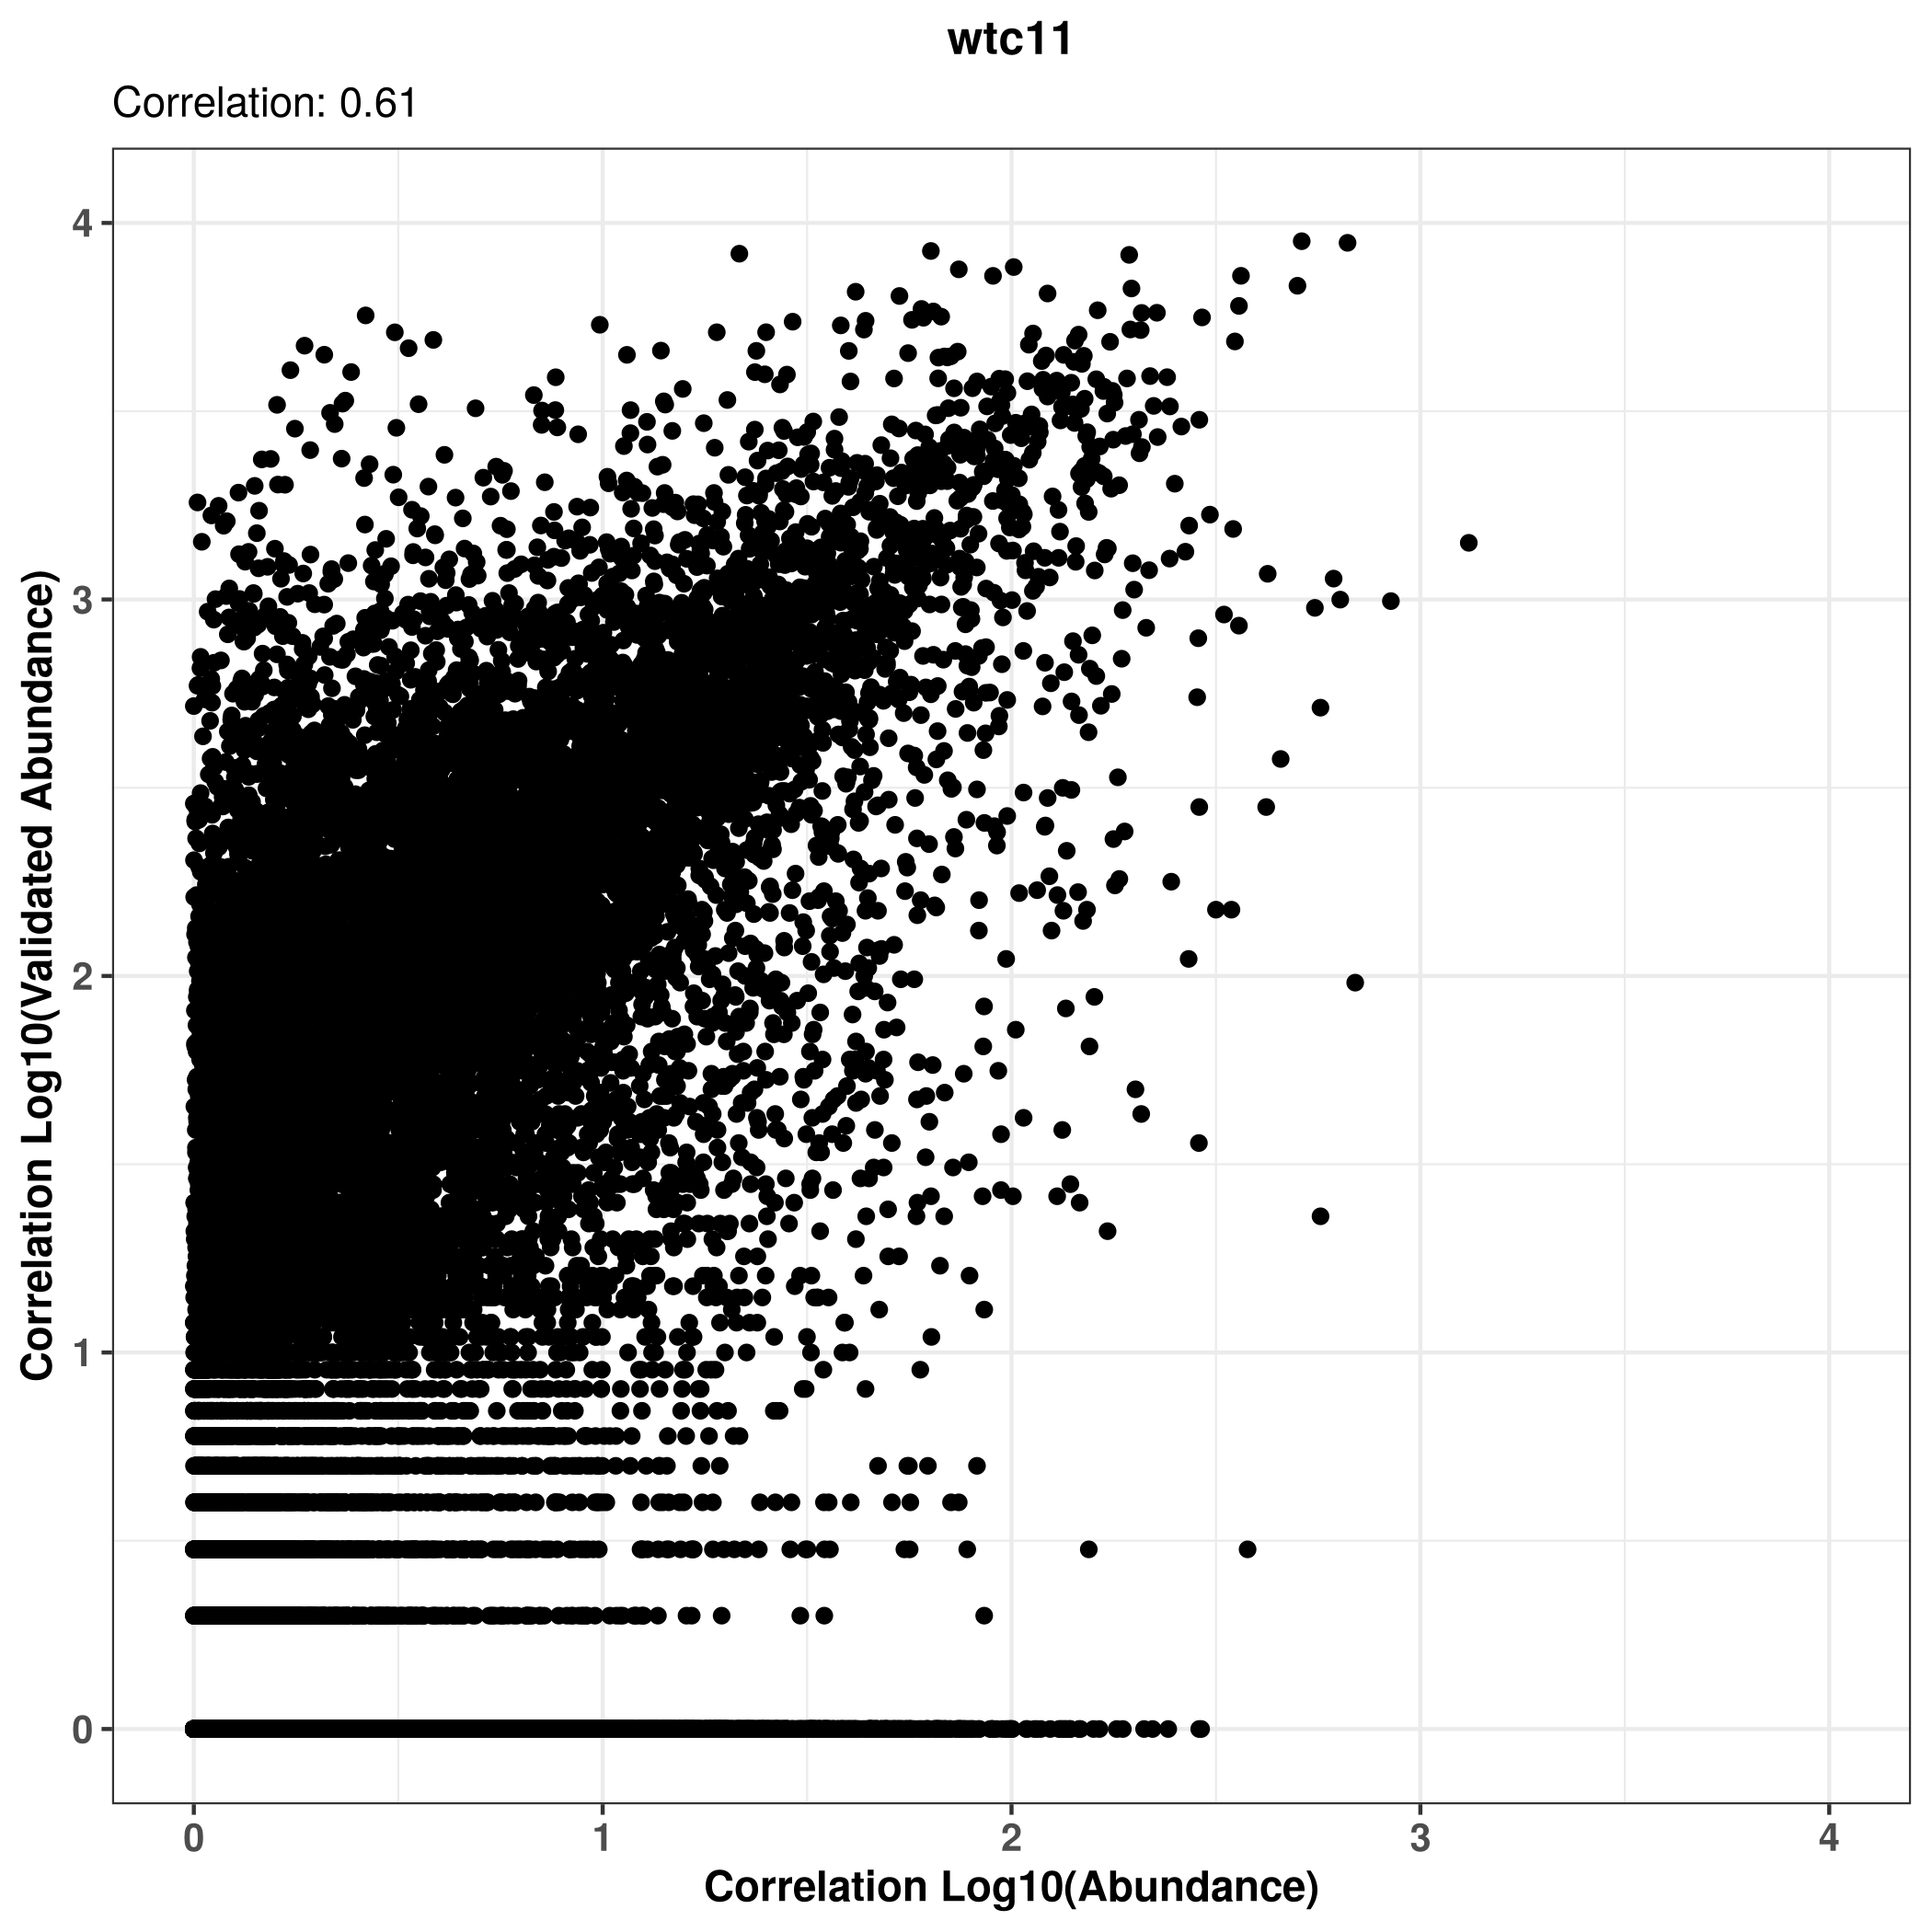 wtc11
Correlation: 0.61
Correlation Log10(Validated Abundance)
4
3
2
1
0
0 1 2 3 4
Correlation Log10(Abundance)